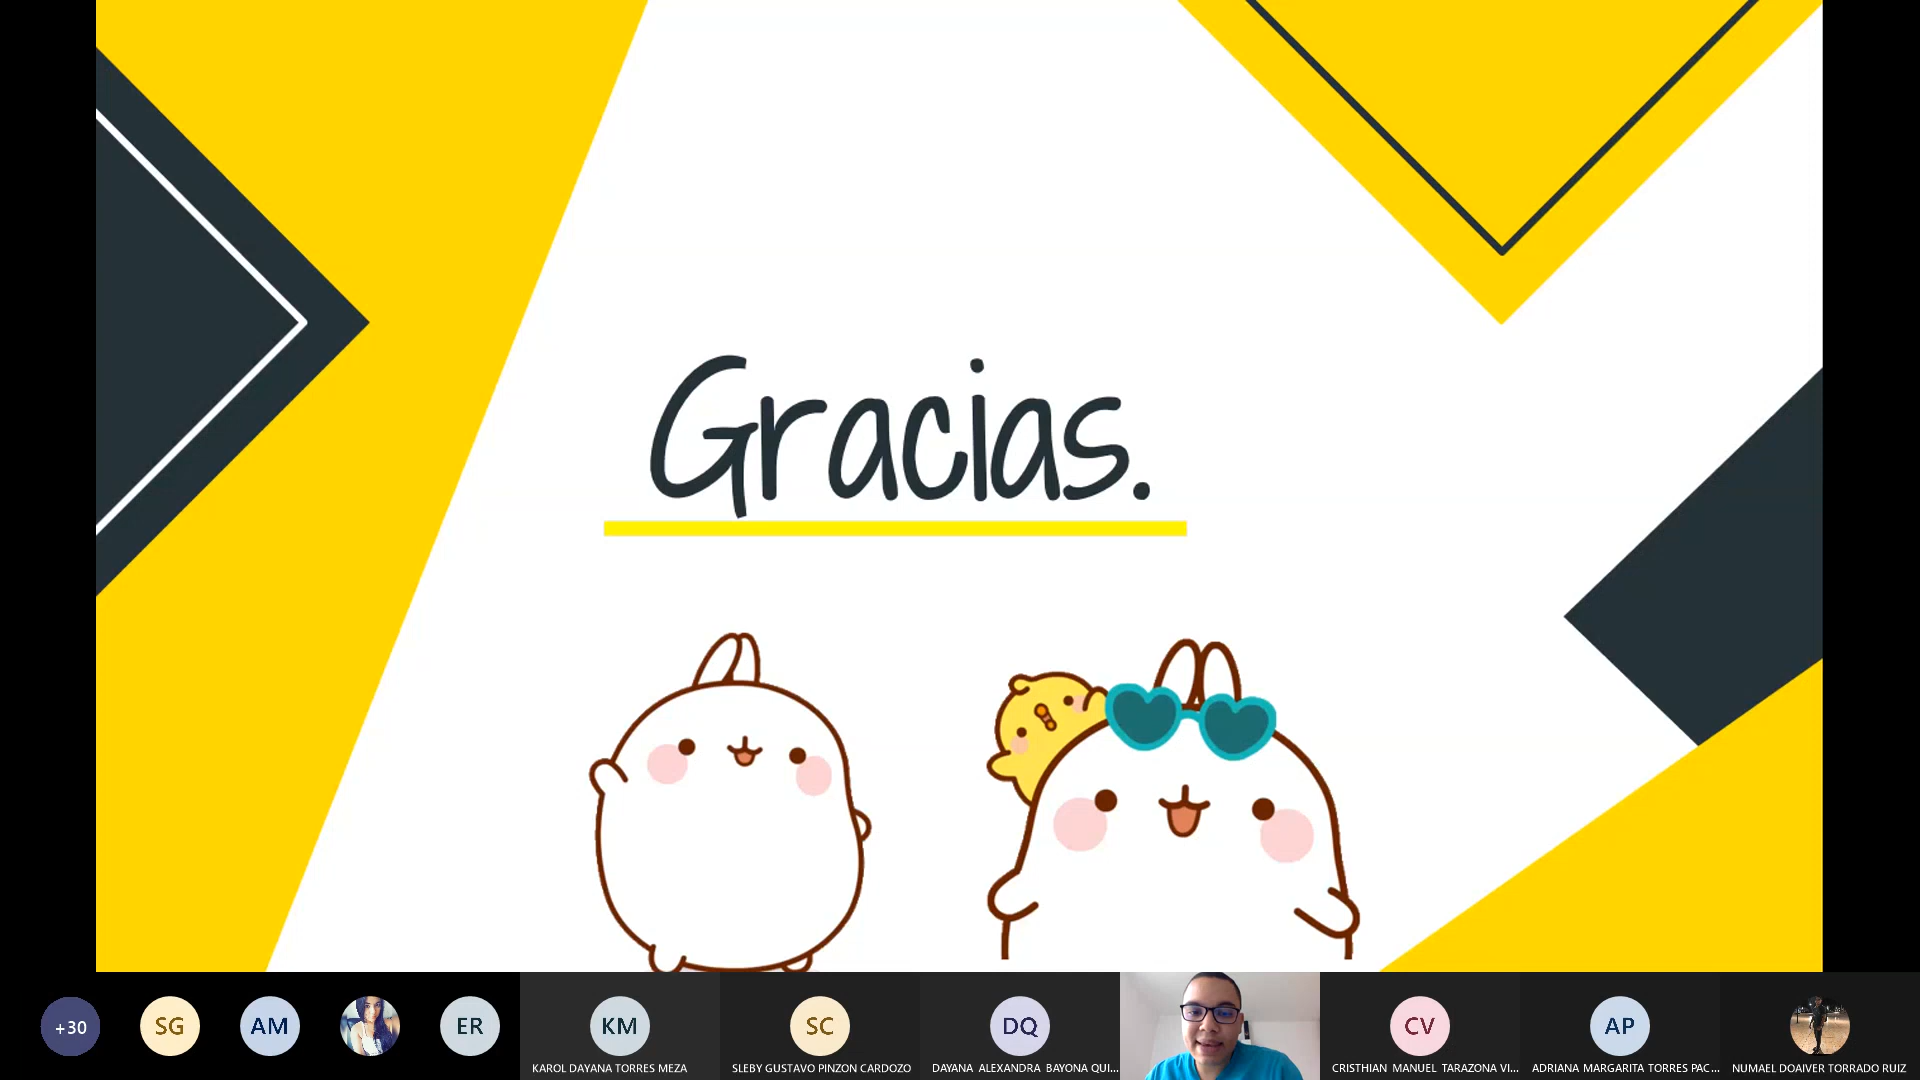 Gracias.
+30
SG
AM
ER
KM
SC
DQ
CV
AP
KAROL DAYANA TORRES MEZA
SLEBY GUSTAVO PINZON CARDOZO
DAYANA ALEXANDRA BAYONA QUI...
CRISTHIAN MANUEL TARAZONA VI...
ADRIANA MARGARITA TORRES PAC...
NUMAEL DOAIVER TORRADO RUIZ